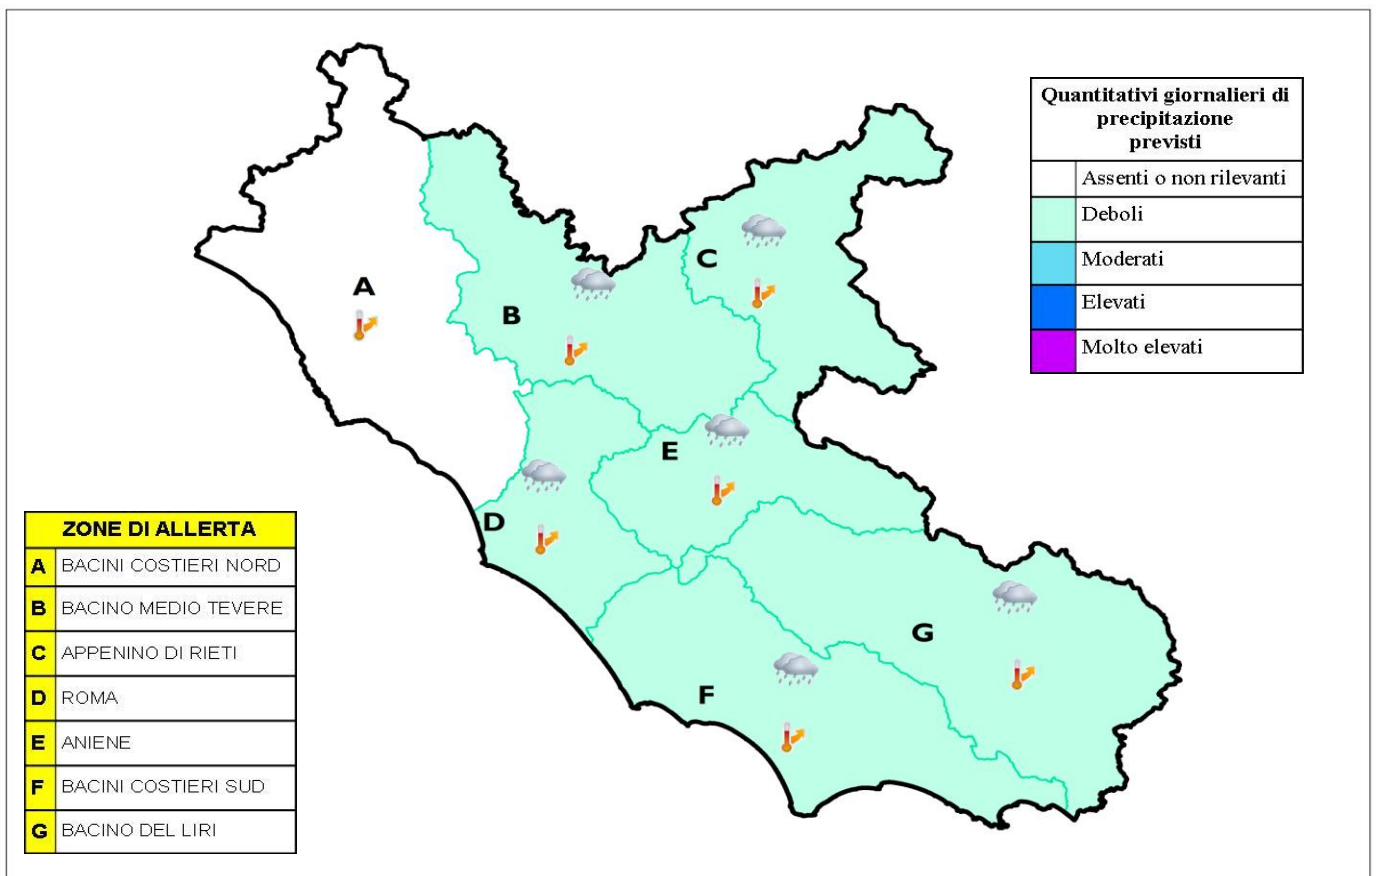 Quantitativi giornalieri di
precipitazione
previsti
Assenti o non rilevanti
Deboli
Moderati
Elevati
Molto elevati
A
B
C
D
E
F
G
ZONE DI ALLERTA
A BACINI COSTIERI NORD
B BACINO MEDIO TEVERE
C APPENINO DI RIETI
D ROMA
E ANIENE
F BACINI COSTIERI SUD
G BACINO DEL LIRI